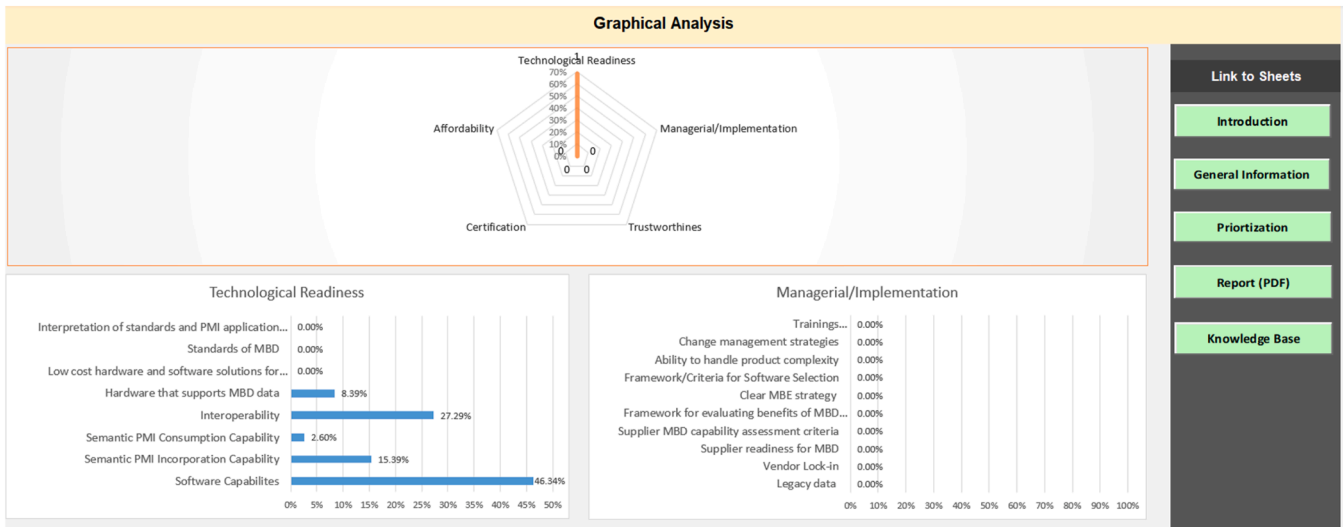 Graphical Analysis
1
Technological Readiness
70%
60%
50%
40%
30%
20%
10%
0%
Affordability
Managerial/Implementation
0
0
0
0
Certification
Trustworthines
Link to Sheets
Introduction
General Information
Priortization
Report (PDF)
Knowledge Base
Technological Readiness
Interpretation of standards and PMI application... 0.00%
Standards of MBD 0.00%
Low cost hardware and software solutions for... 0.00%
Hardware that supports MBD data 8.39%
Interoperability 27.29%
Semantic PMI Consumption Capability 2.60%
Semantic PMI Incorporation Capability 15.39%
Software Capabilites 46.34%
0% 5% 10% 15% 20% 25% 30% 35% 40% 45% 50%
Managerial/Implementation
Trainings... 0.00%
Change management strategies 0.00%
Ability to handle product complexity 0.00%
Framework/Criteria for Software Selection 0.00%
Clear MBE strategy 0.00%
Framework for evaluating benefits of MBD... 0.00%
Supplier MBD capability assessment criteria 0.00%
Supplier readiness for MBD 0.00%
Vendor Lock-in 0.00%
Legacy data 0.00%
0% 10% 20% 30% 40% 50% 60% 70% 80% 90% 100%